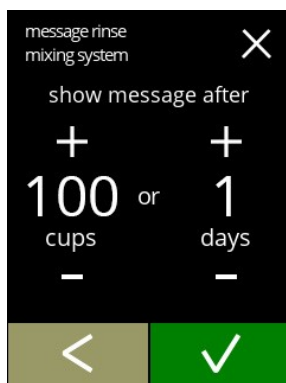 message rinse
mixing system
show message after
+ +
100 or 1
cups days
- -